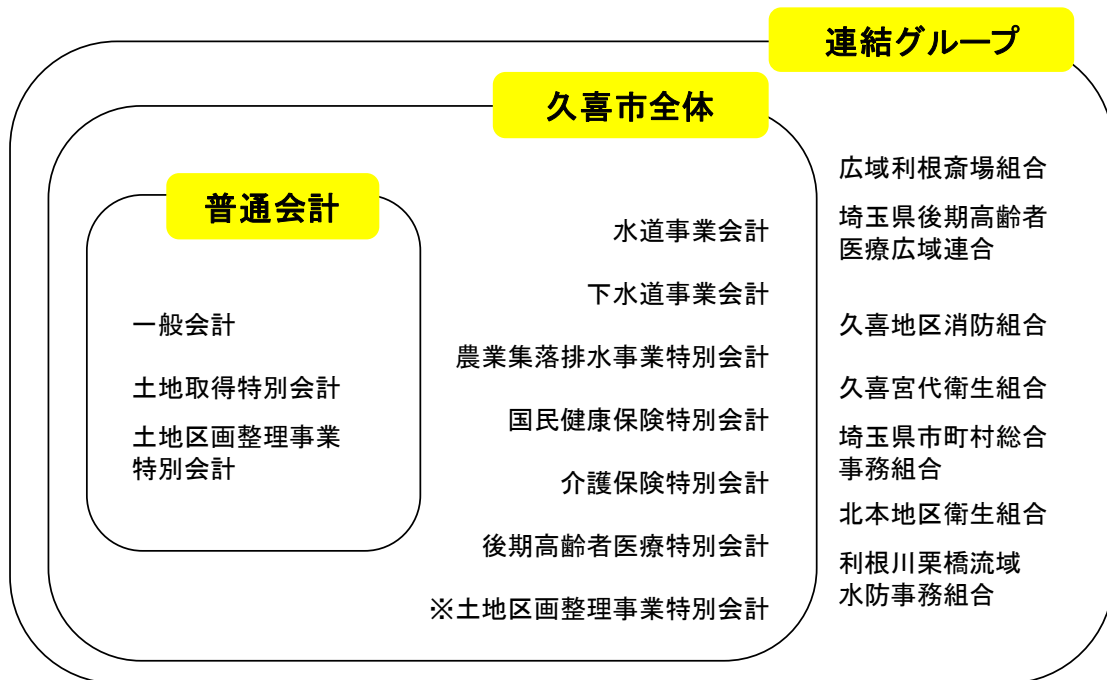 連結グループ
久喜市全体
普通会計
一般会計
土地取得特別会計
土地区画整理事業
特別会計
水道事業会計
下水道事業会計
農業集落排水事業特別会計
国民健康保険特別会計
介護保険特別会計
後期高齢者医療特別会計
※土地区画整理事業特別会計
広域利根斎場組合
埼玉県後期高齢者
医療広域連合
久喜地区消防組合
久喜宮代衛生組合
埼玉県市町村総合
事務組合
北本地区衛生組合
利根川栗橋流域
水防事務組合